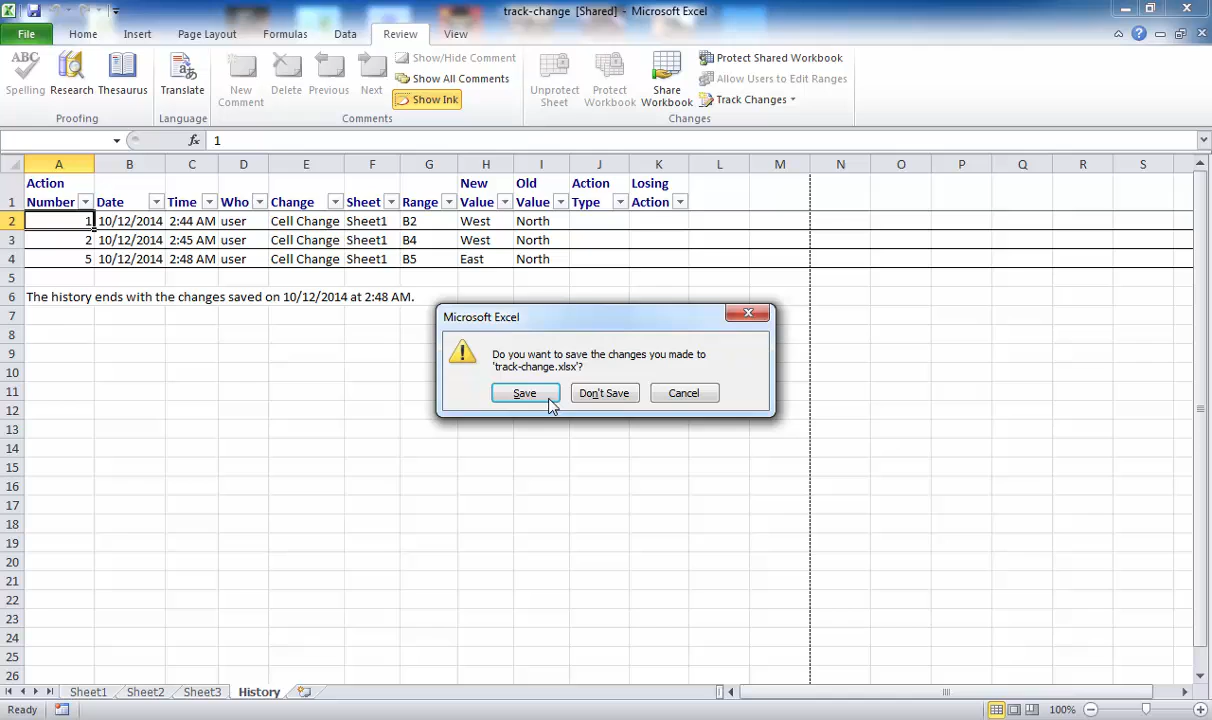 track-change [Shared] - Microsoft Excel
File Home Insert Page Layout Formulas Data Review View
ABC
Spelling Research Thesaurus
Proofing
Translate
Language
New Comment Delete Previous Next
Show/Hide Comment
Show All Comments
Show Ink
Comments
Unprotect Sheet
Protect Workbook
Share Workbook
Protect Shared Workbook
Allow Users to Edit Ranges
Track Changes
Changes
fx 1
A B C D E F G H I J K L M N O P Q R S
1 Action Number Date Time Who Change Sheet Range New Value Old Value Action Type Losing Action
2 1 10/12/2014 2:44 AM user Cell Change Sheet1 B2 West North
3 2 10/12/2014 2:45 AM user Cell Change Sheet1 B4 West North
4 5 10/12/2014 2:48 AM user Cell Change Sheet1 B5 East North
5
6 The history ends with the changes saved on 10/12/2014 at 2:48 AM.
7
8
9
10
11
12
13
14
15
16
17
18
19
20
21
22
23
24
25
26
Microsoft Excel
Do you want to save the changes you made to
'track-change.xlsx'?
Save Don't Save Cancel
Sheet1 Sheet2 Sheet3 History
Ready 100%